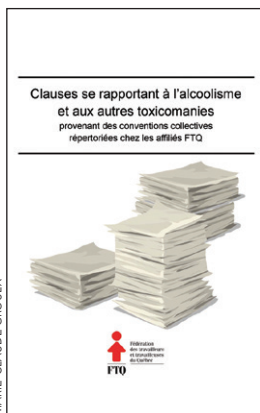 Clauses se rapportant à l'alcoolisme
et aux autres toxicomanies
provenant des conventions collectives
répertoriées chez les affiliés FTQ
Fédération
des travailleurs
et travailleuses
du Québec
FTQ